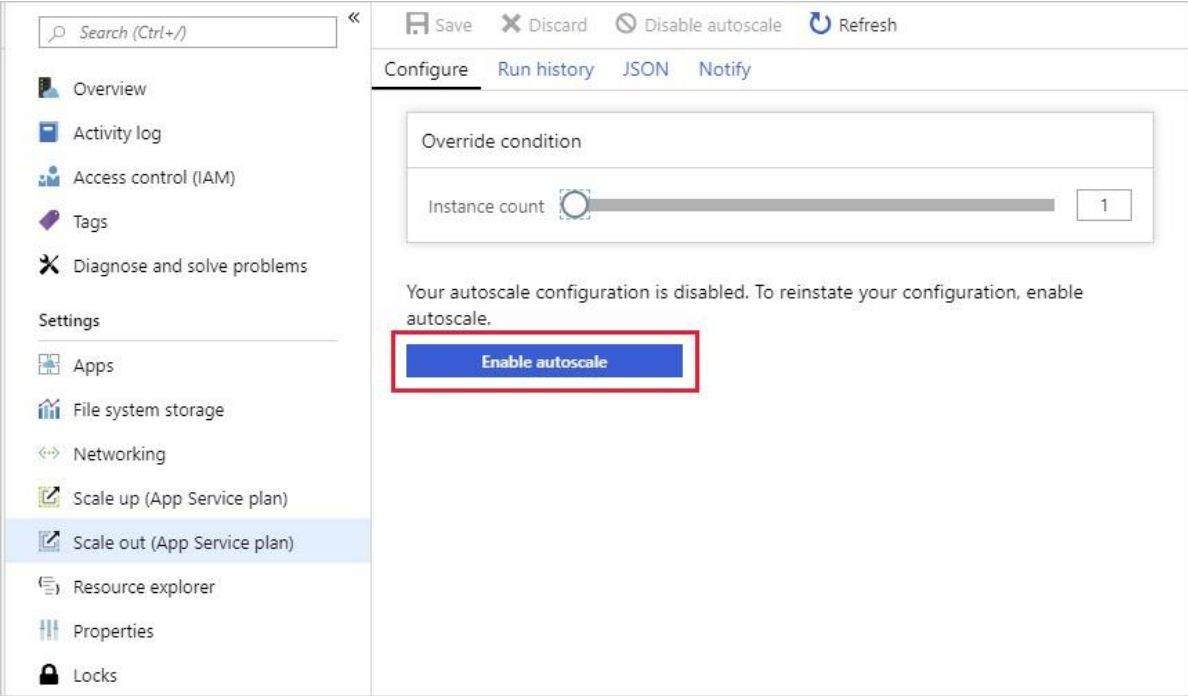 Search (Ctrl+/)
«
Overview
Activity log
Access control (IAM)
Tags
Diagnose and solve problems
Settings
Apps
File system storage
Networking
Scale up (App Service plan)
Scale out (App Service plan)
Resource explorer
Properties
Locks
Save Discard Disable autoscale Refresh
Configure Run history JSON Notify
Override condition
Instance count 1
Your autoscale configuration is disabled. To reinstate your configuration, enable
autoscale.
Enable autoscale